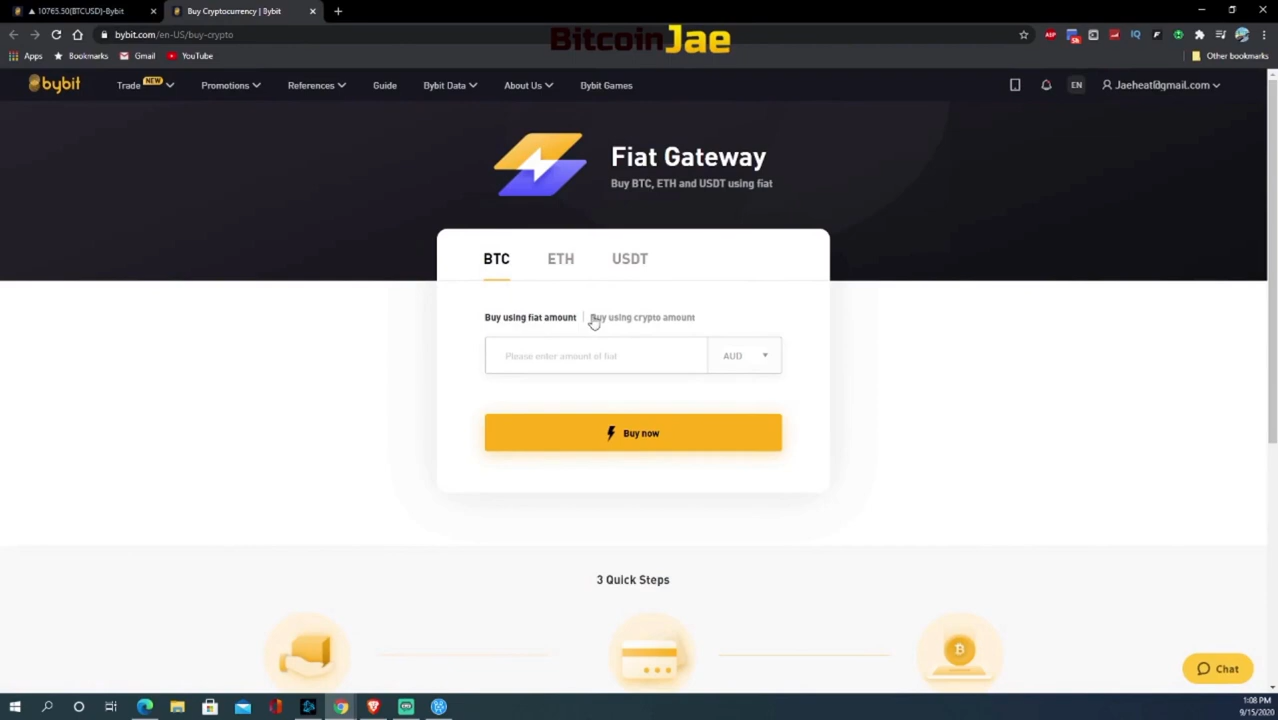 10765.50(BTCUSD)-Bybit
Buy Cryptocurrency | Bybit
bybit.com/en-US/buy-crypto
BitcoinJae
Apps
Bookmarks
Gmail
YouTube
Other bookmarks
bybit
Trade NEW
Promotions
References
Guide
Bybit Data
About Us
Bybit Games
EN
Jaeheat@gmail.com
Fiat Gateway
Buy BTC, ETH and USDT using fiat
BTC ETH USDT
Buy using fiat amount | Buy using crypto amount
Please enter amount of fiat
AUD
Buy now
3 Quick Steps
Chat
1:08 PM
9/15/2020